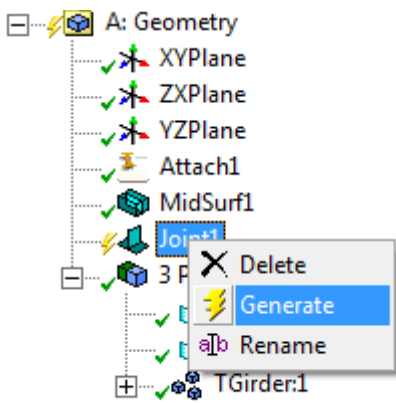 A: Geometry
XYPlane
ZXPlane
YZPlane
Attach1
MidSurf1
Joint1
Delete
3 P
Generate
Rename
TGirder:1